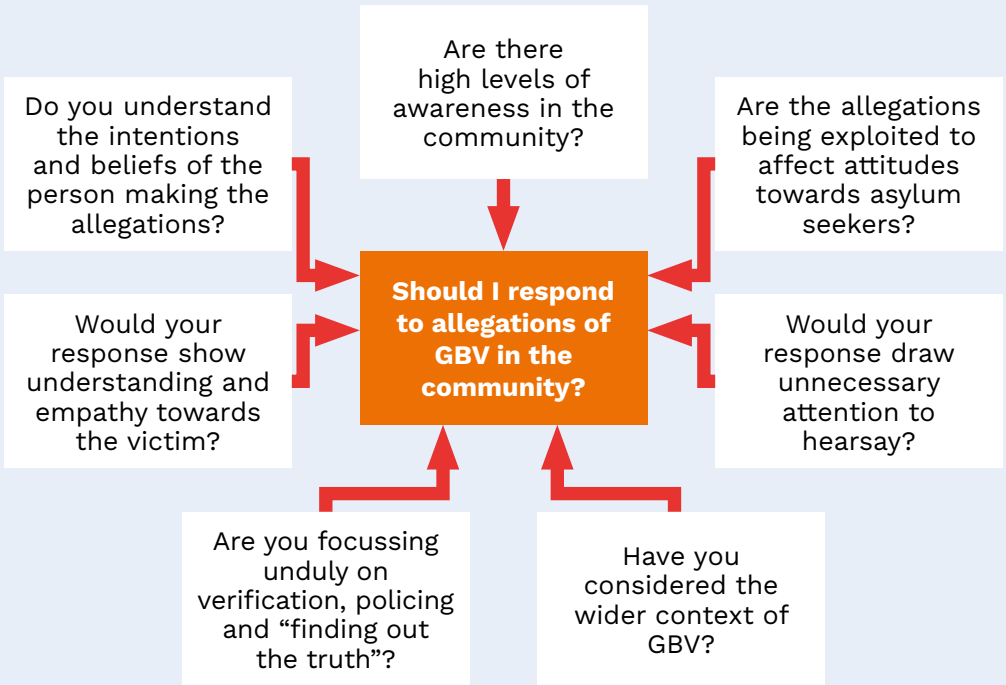 Are there
high levels of
awareness in the
community?
Do you understand
the intentions
and beliefs of the
person making the
allegations?
Are the allegations
being exploited to
affect attitudes
towards asylum
seekers?
Should I respond
to allegations of
GBV in the
community?
Would your
response show
understanding and
empathy towards
the victim?
Would your
response draw
unnecessary
attention to
hearsay?
Are you focussing
unduly on
verification, policing
and “finding out
the truth”?
Have you
considered the
wider context of
GBV?